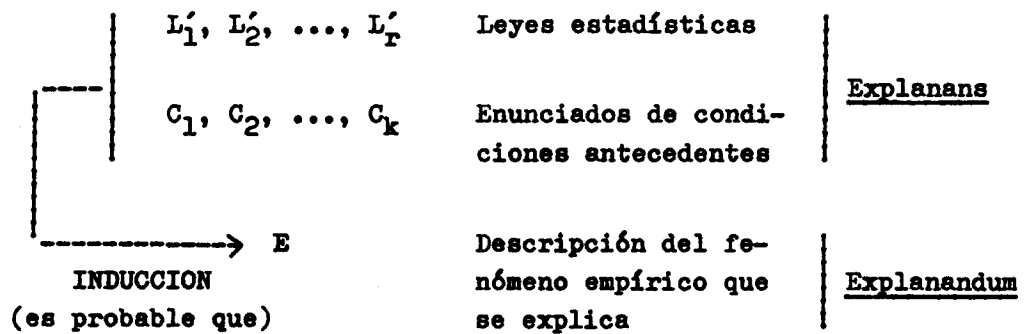 L´1, L´2, ..., L´r Leyes estadísticas
Explanans
C1, C2, ..., Ck Enunciados de condi-
ciones antecedentes
E Descripción del fe-
INDUCCION nómeno empírico que Explanandum
(es probable que) se explica